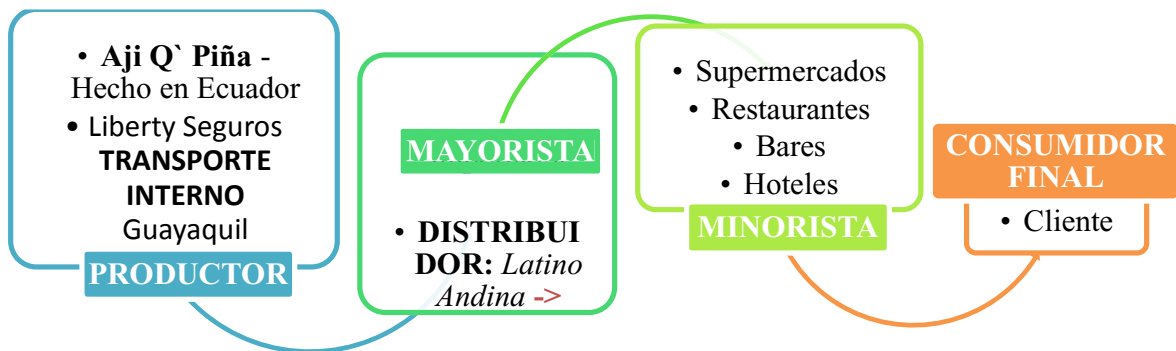 • Aji Q` Piña -
Hecho en Ecuador
• Liberty Seguros
TRANSPORTE
INTERNO
Guayaquil
PRODUCTOR
MAYORISTA
• DISTRIBUI
DOR: Latino
Andina ->
• Supermercados
• Restaurantes
• Bares
• Hoteles
MINORISTA
CONSUMIDOR
FINAL
• Cliente